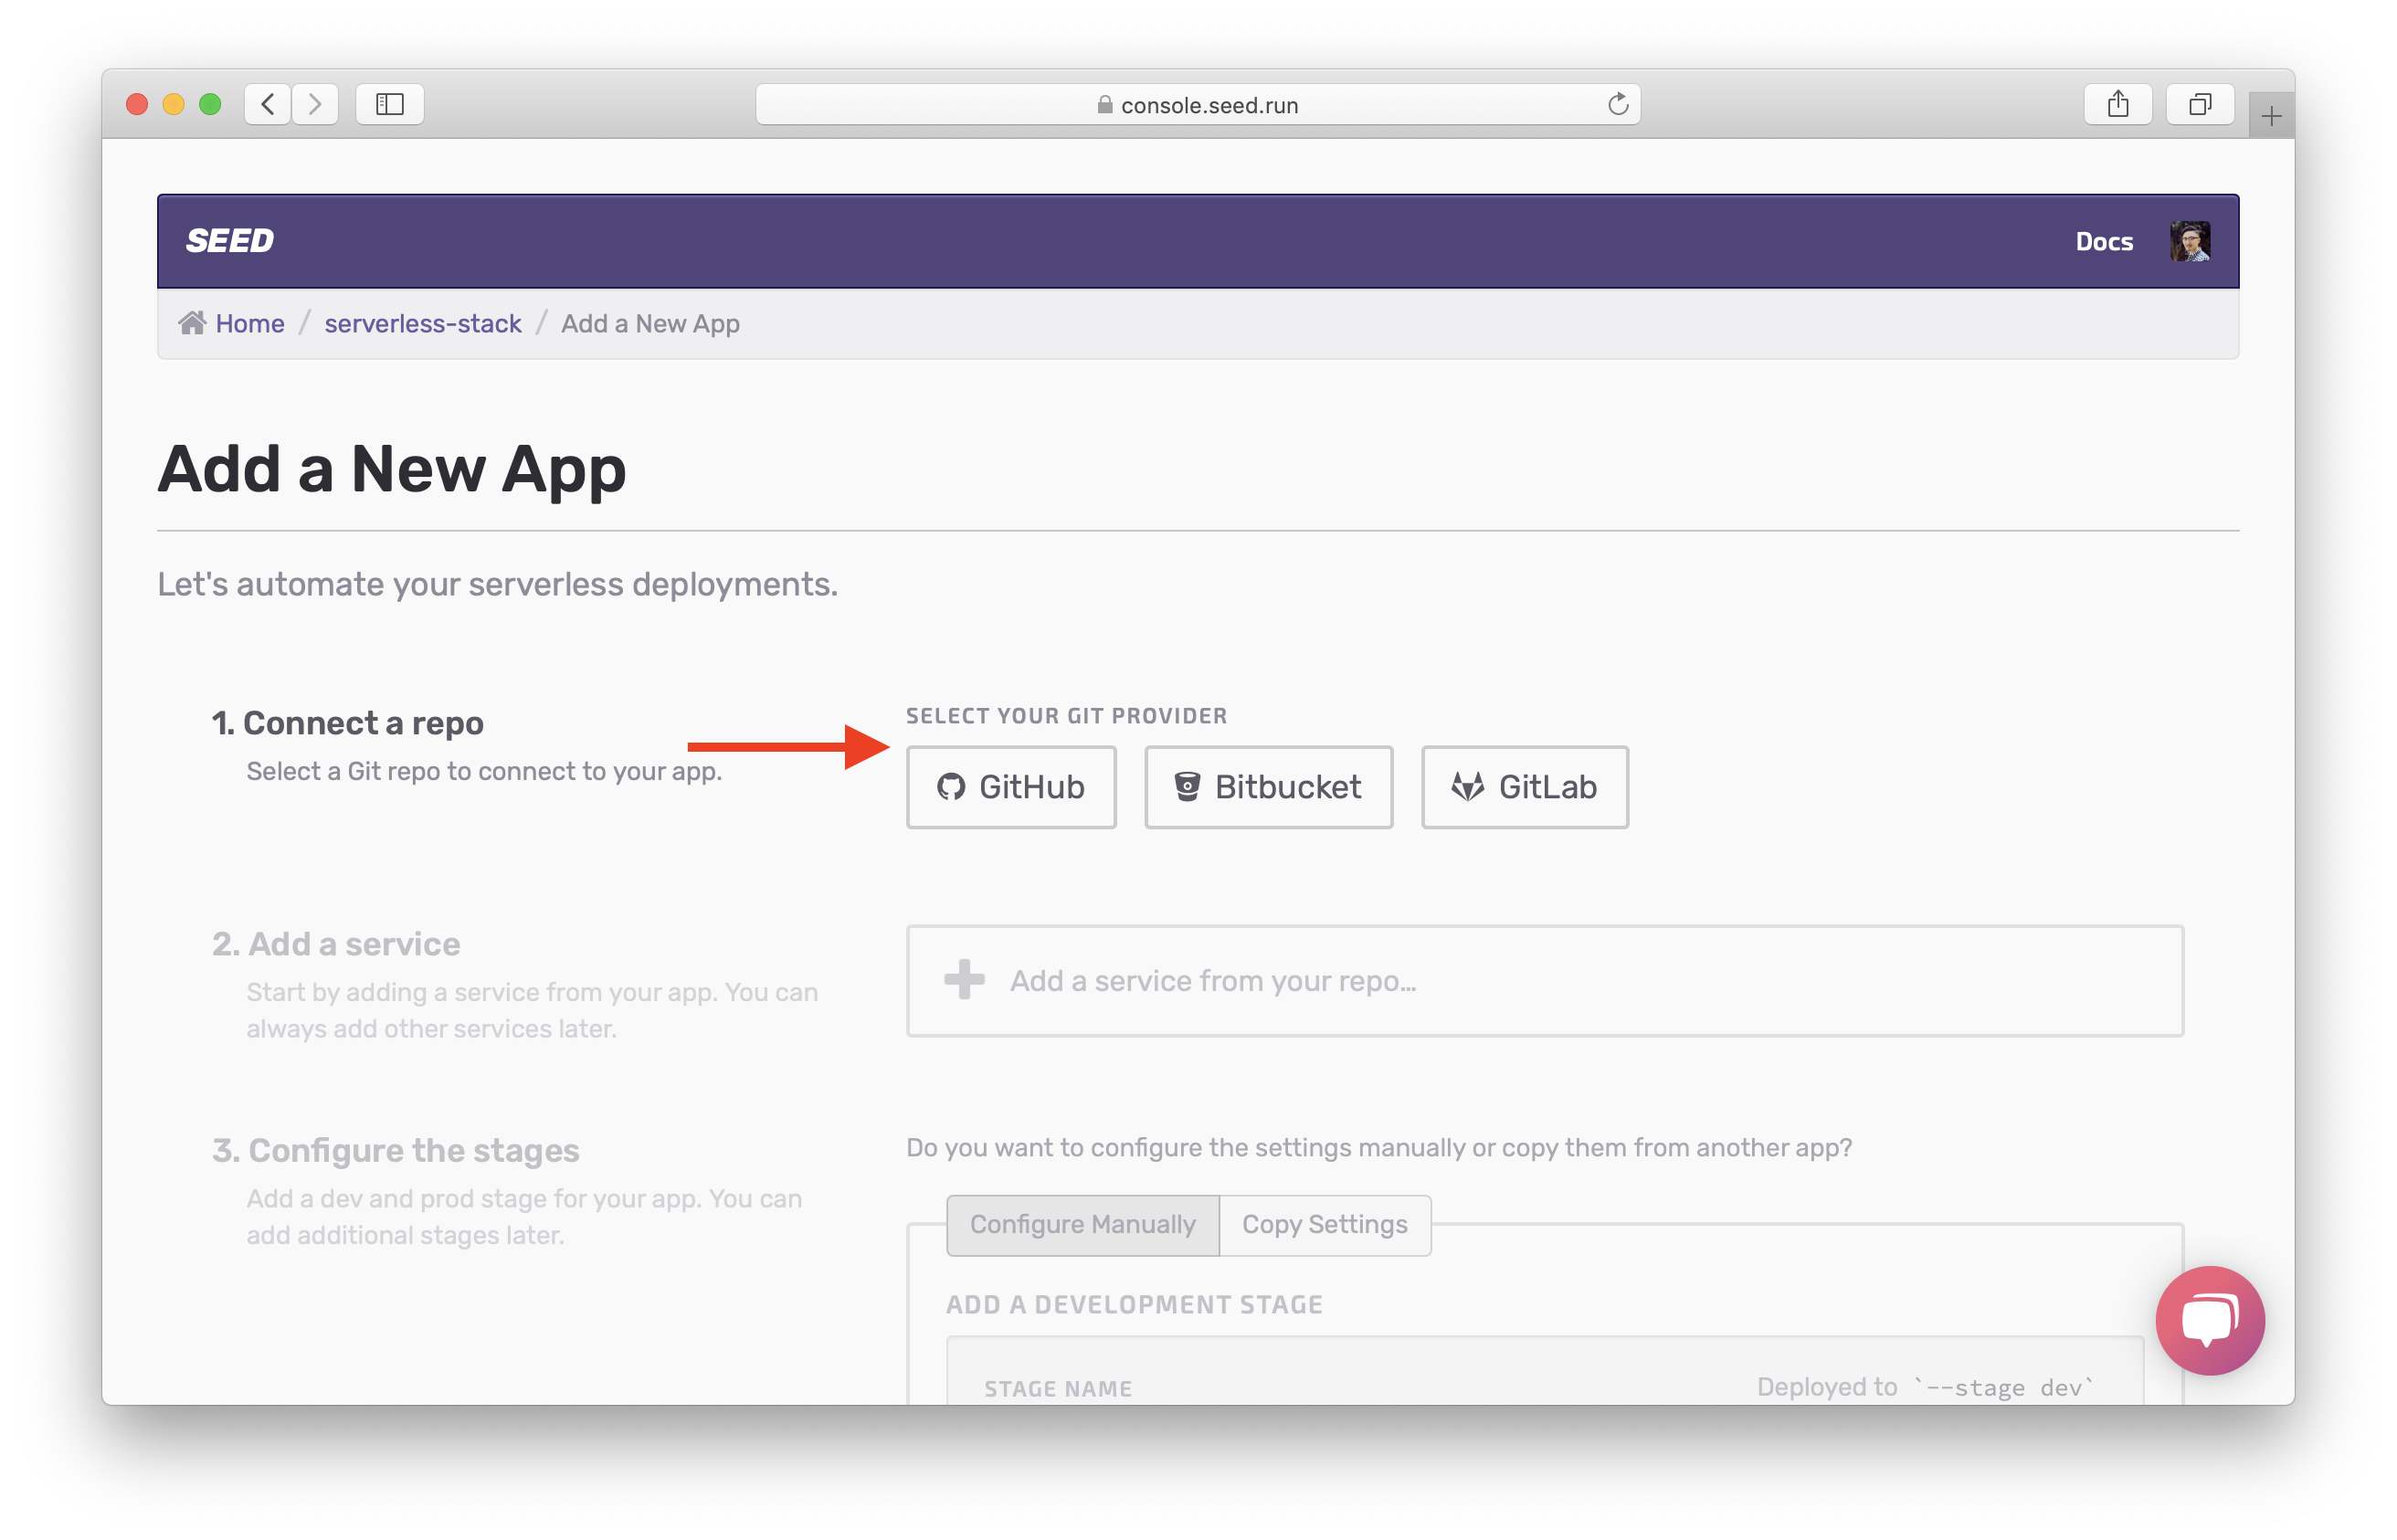 console.seed.run
SEED
Docs
Home / serverless-stack / Add a New App
Add a New App
Let's automate your serverless deployments.
1. Connect a repo
Select a Git repo to connect to your app.
SELECT YOUR GIT PROVIDER
GitHub
Bitbucket
GitLab
2. Add a service
Start by adding a service from your app. You can
always add other services later.
Add a service from your repo...
3. Configure the stages
Add a dev and prod stage for your app. You can
add additional stages later.
Do you want to configure the settings manually or copy them from another app?
Configure Manually
Copy Settings
ADD A DEVELOPMENT STAGE
STAGE NAME
Deployed to `--stage dev`